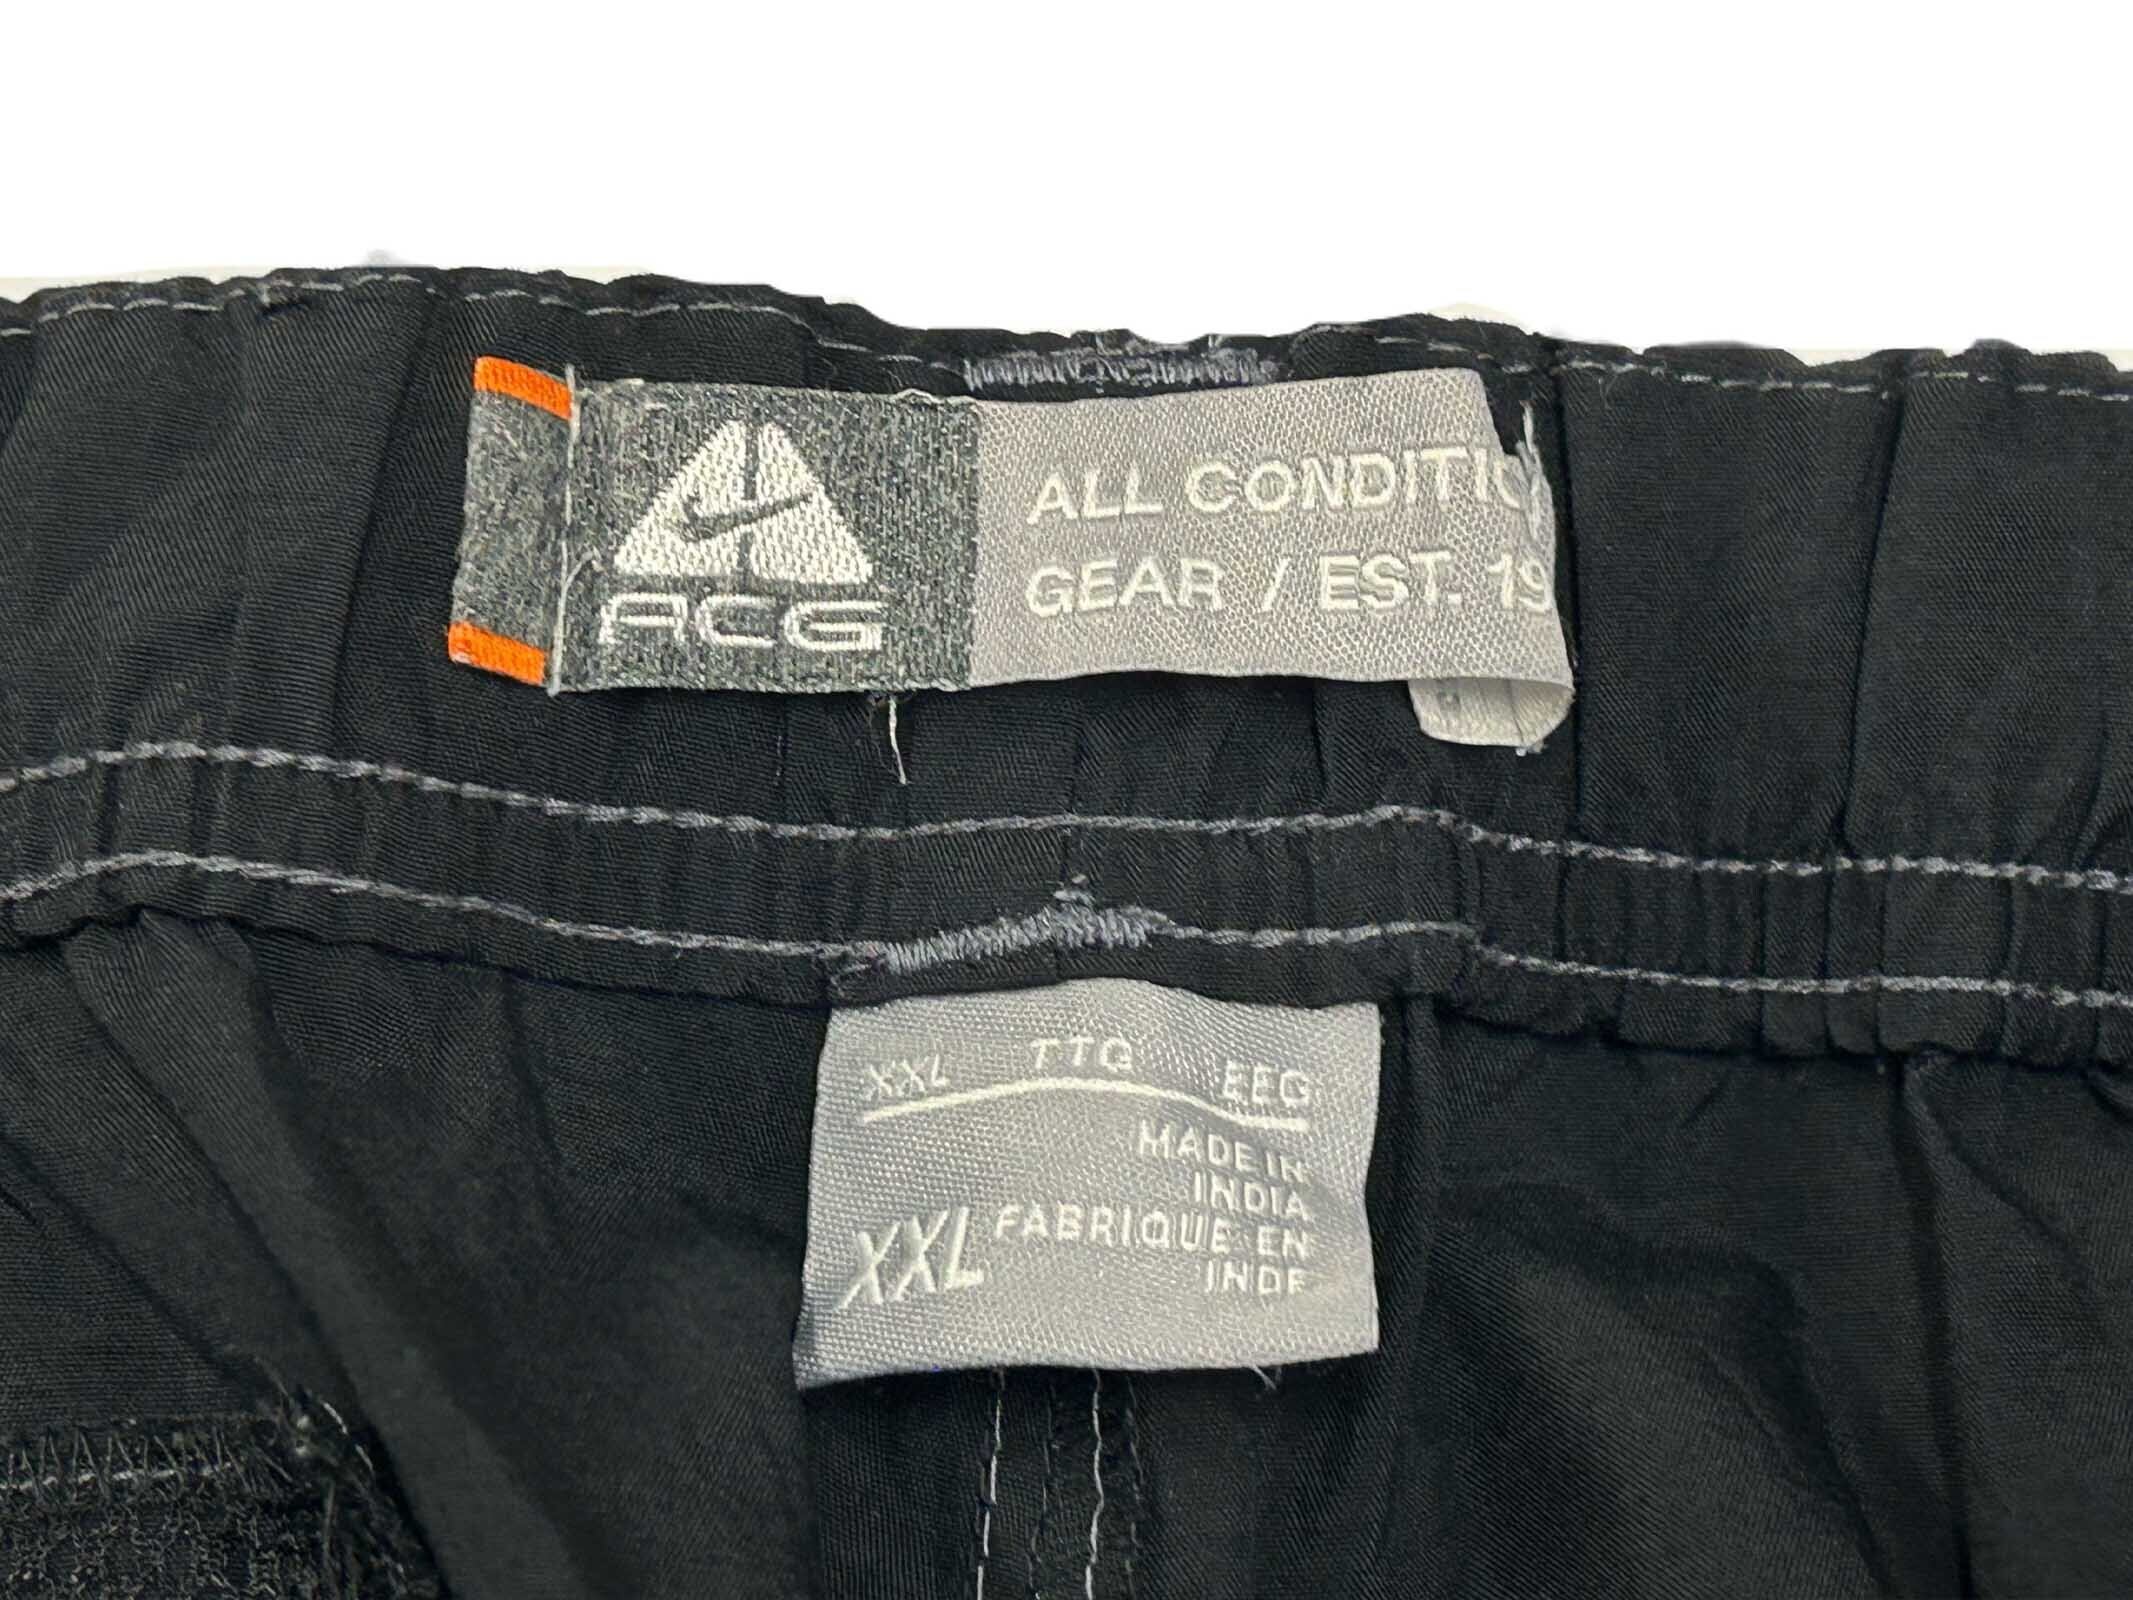 ACG
ALL CONDITIO
GEAR / EST. 19
XXL TTG EEG
MADE IN
INDIA
XXL FABRIQUE EN
INDE